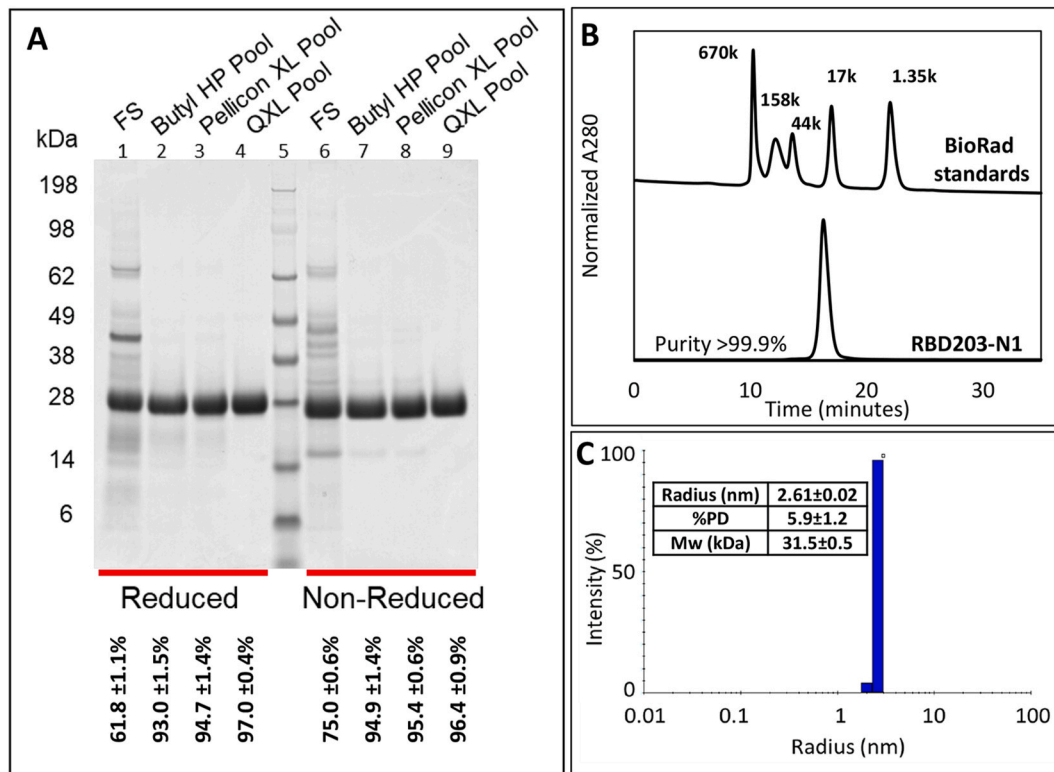 A
FS
Butyl HP Pool
Pellicon XL Pool
QXL Pool
FS
Butyl HP Pool
Pellicon XL Pool
QXL Pool
kDa
1 2 3 4 5 6 7 8 9
198
98
62
49
38
28
14
6
Reduced
Non-Reduced
61.8 ±1.1%
93.0 ±1.5%
94.7 ±1.4%
97.0 ±0.4%
75.0 ±0.6%
94.9 ±1.4%
95.4 ±0.6%
96.4 ±0.9%
B
Normalized A280
670k
158k
44k
17k
1.35k
BioRad
standards
Purity >99.9%
RBD203-N1
0 10 20 30
Time (minutes)
C
Intensity (%)
100
50
0
Radius (nm) 2.61±0.02
%PD 5.9±1.2
Mw (kDa) 31.5±0.5
0.01 0.1 1 10 100
Radius (nm)